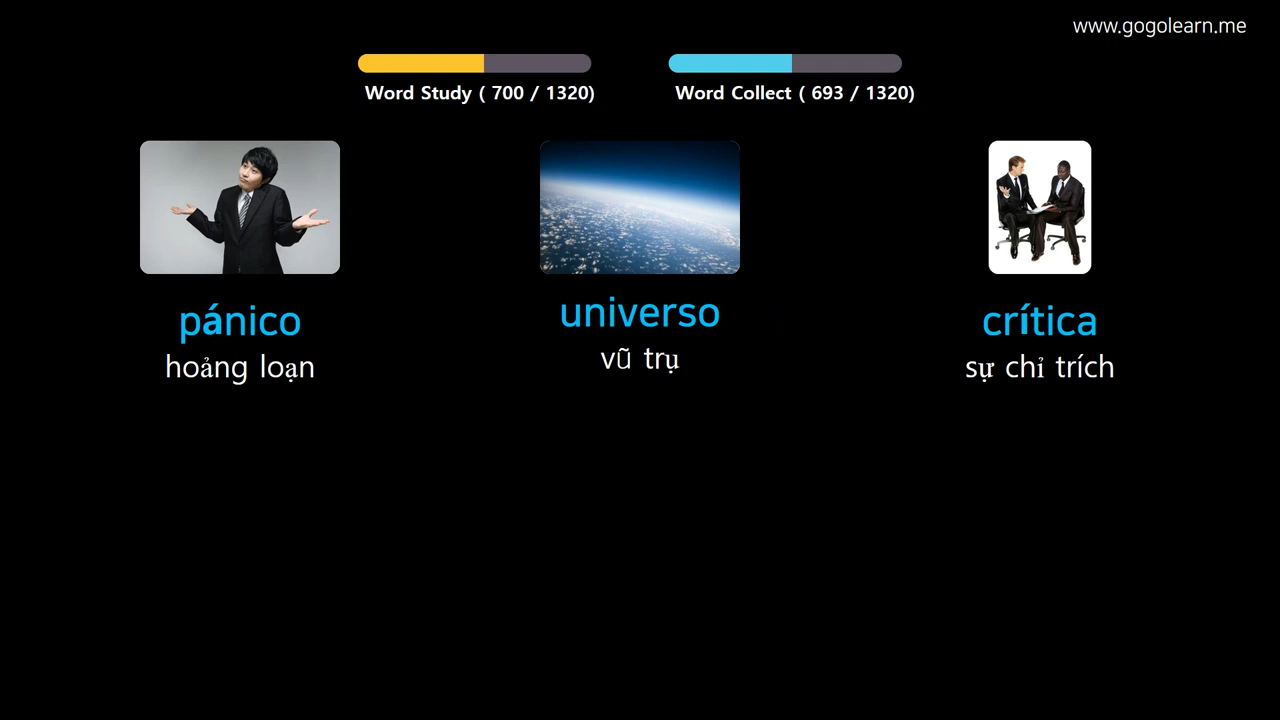 www.gogolearn.me
Word Study ( 700 / 1320)
Word Collect ( 693 / 1320)
pánico
hoảng loạn
universo
vũ trụ
crítica
sự chỉ trích